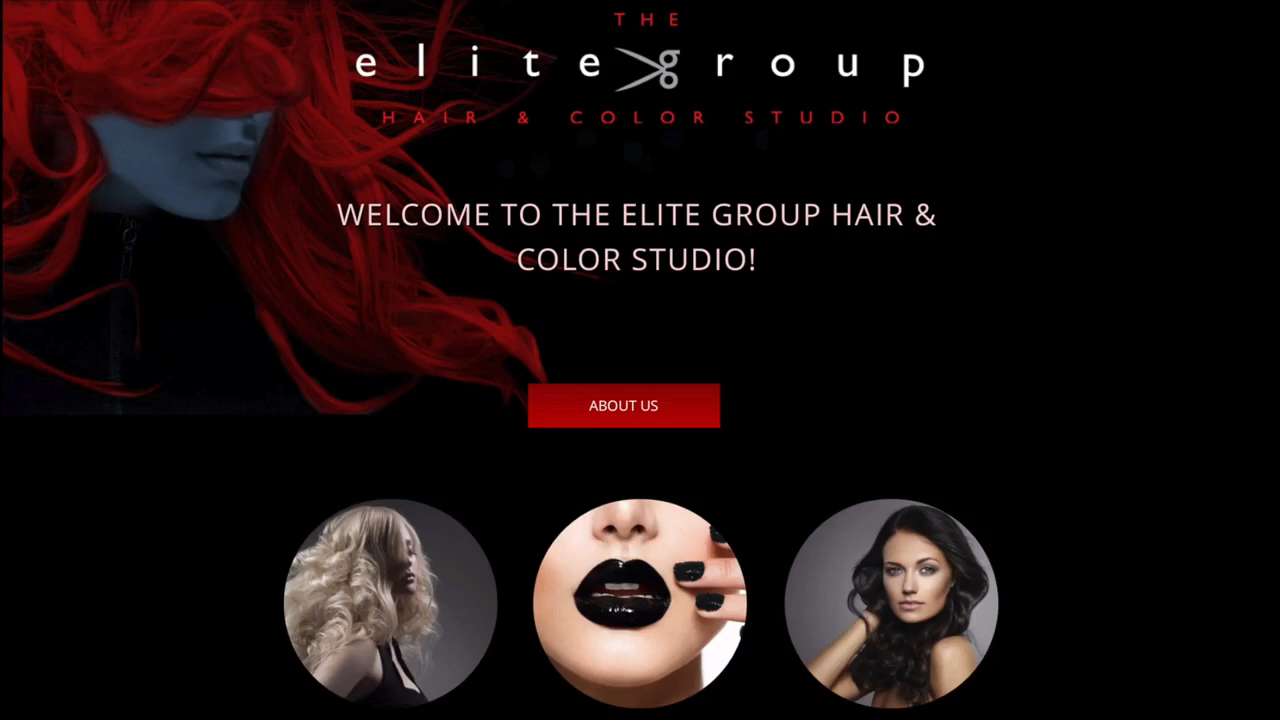 THE
elite group
HAIR & COLOR STUDIO
WELCOME TO THE ELITE GROUP HAIR &
COLOR STUDIO!
ABOUT US